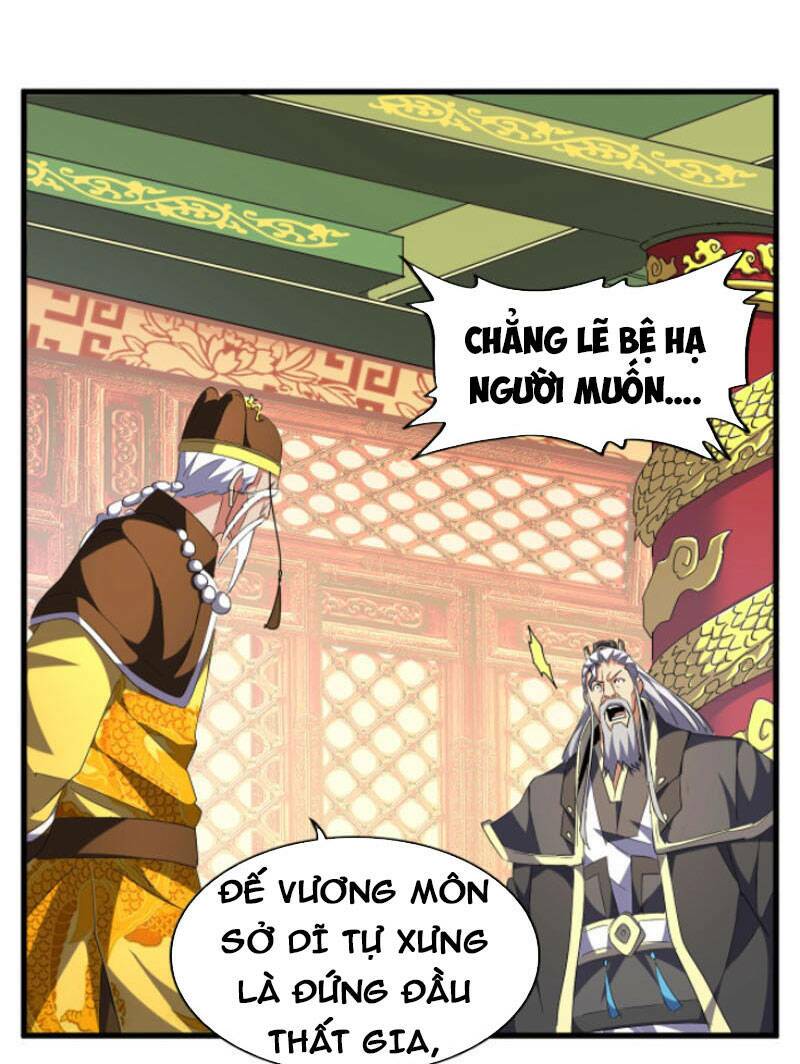 CHẲNG LẼ BỆ HẠ
NGƯỜI MUỐN....
ĐẾ VƯƠNG MÔN
SỞ DĨ TỰ XƯNG
LÀ ĐỨNG ĐẦU
THẤT GIA,